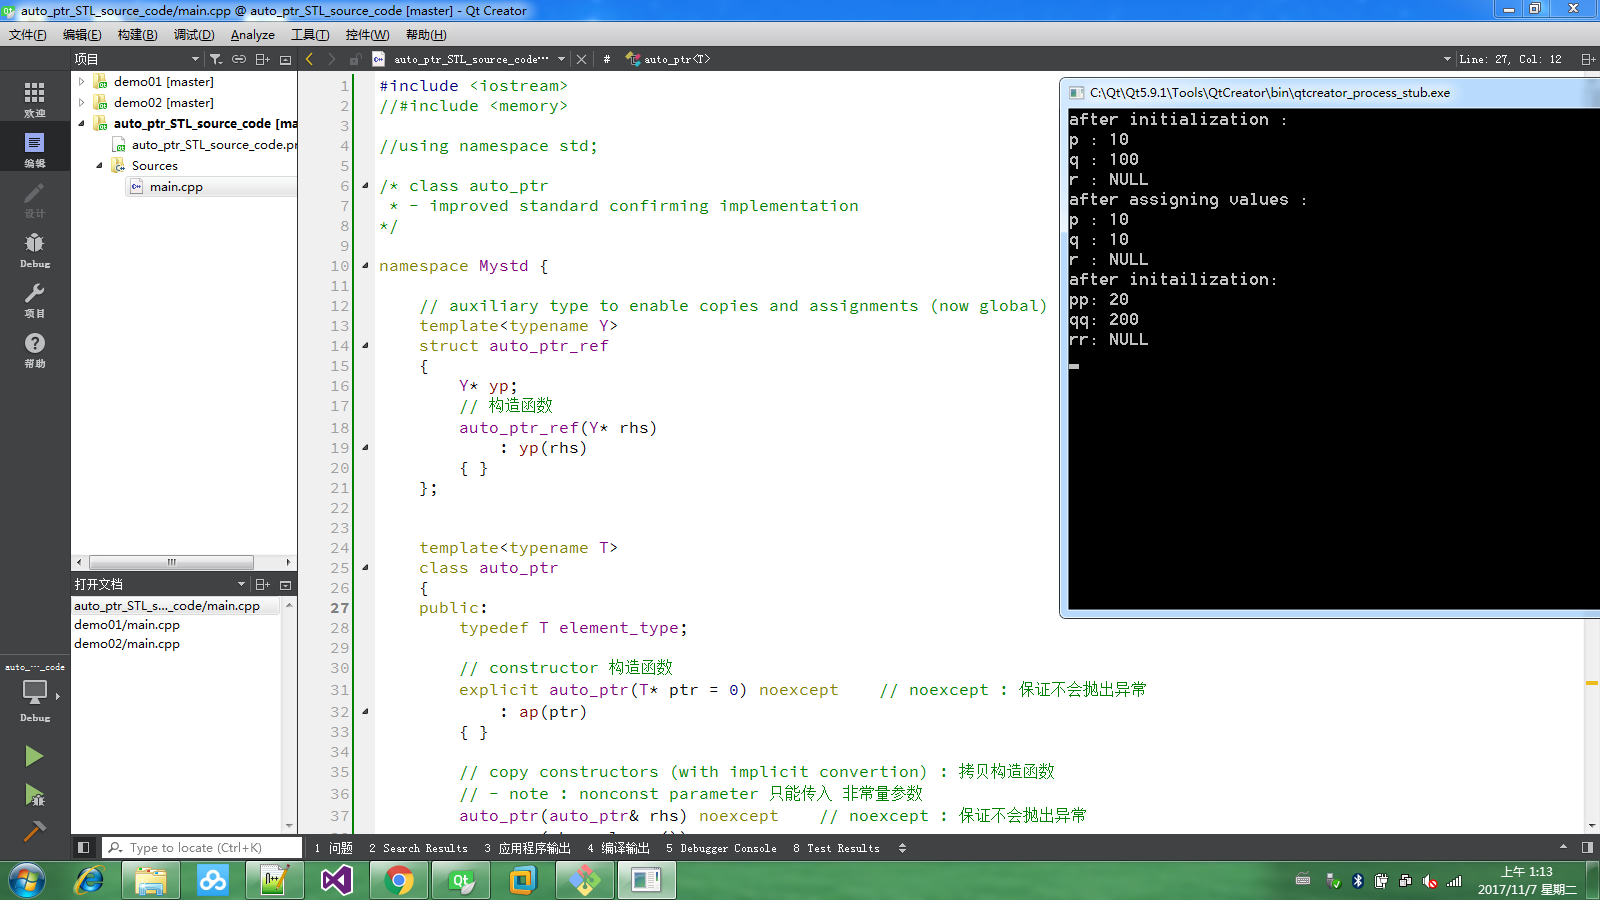 auto_ptr_STL_source_code/main.cpp @ auto_ptr_STL_source_code [master] - Qt Creator
文件(F) 编辑(E) 构建(B) 调试(D) Analyze 工具(T) 控件(W) 帮助(H)
项目
auto_ptr_STL_source_code…
#
auto_ptr<T>
Line: 27, Col: 12
欢迎
编辑
设计
Debug
项目
帮助
demo01 [master]
demo02 [master]
auto_ptr_STL_source_code [ma
auto_ptr_STL_source_code.pr
Sources
main.cpp
打开文档
auto_ptr_STL_s..._code/main.cpp
demo01/main.cpp
demo02/main.cpp
auto_…_code
Debug
1 #include <iostream>
2 //#include <memory>
3
4 //using namespace std;
5
6 /* class auto_ptr
7 * - improved standard confirming implementation
8 */
9
10 namespace Mystd {
11
12 // auxiliary type to enable copies and assignments (now global)
13 template<typename Y>
14 struct auto_ptr_ref
15 {
16 Y* yp;
17 // 构造函数
18 auto_ptr_ref(Y* rhs)
19 : yp(rhs)
20 { }
21 };
22
23
24 template<typename T>
25 class auto_ptr
26 {
27 public:
28 typedef T element_type;
29
30 // constructor 构造函数
31 explicit auto_ptr(T* ptr = 0) noexcept // noexcept : 保证不会抛出异常
32 : ap(ptr)
33 { }
34
35 // copy constructors (with implicit convertion) : 拷贝构造函数
36 // - note : nonconst parameter 只能传入 非常量参数
37 auto_ptr(auto_ptr& rhs) noexcept // noexcept : 保证不会抛出异常
C:\Qt\Qt5.9.1\Tools\QtCreator\bin\qtcreator_process_stub.exe
after initialization :
p : 10
q : 100
r : NULL
after assigning values :
p : 10
q : 10
r : NULL
after initailization:
pp: 20
qq: 200
rr: NULL
Type to locate (Ctrl+K)
1 问题 2 Search Results 3 应用程序输出 4 编译输出 5 Debugger Console 8 Test Results
上午 1:13
2017/11/7 星期二